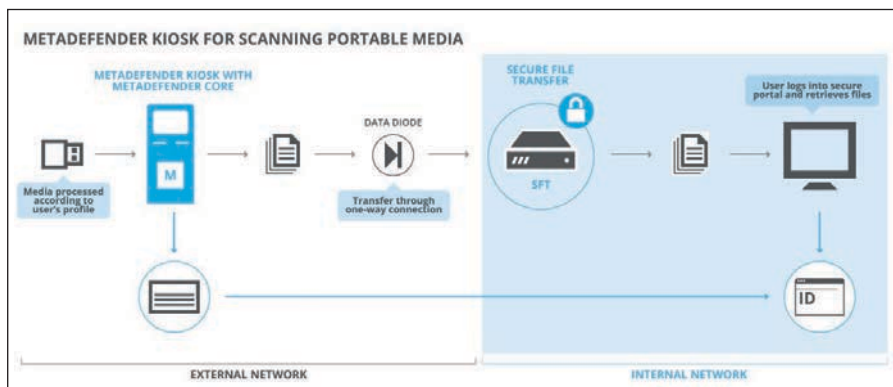 METADEFENDER KIOSK FOR SCANNING PORTABLE MEDIA
METADEFENDER KIOSK WITH
METADEFENDER CORE
SECURE FILE
TRANSFER
User logs into secure
portal and retrieves files
DATA DIODE
M
SFT
Media processed
according to
user's profile
Transfer through
one-way connection
ID
EXTERNAL NETWORK
INTERNAL NETWORK